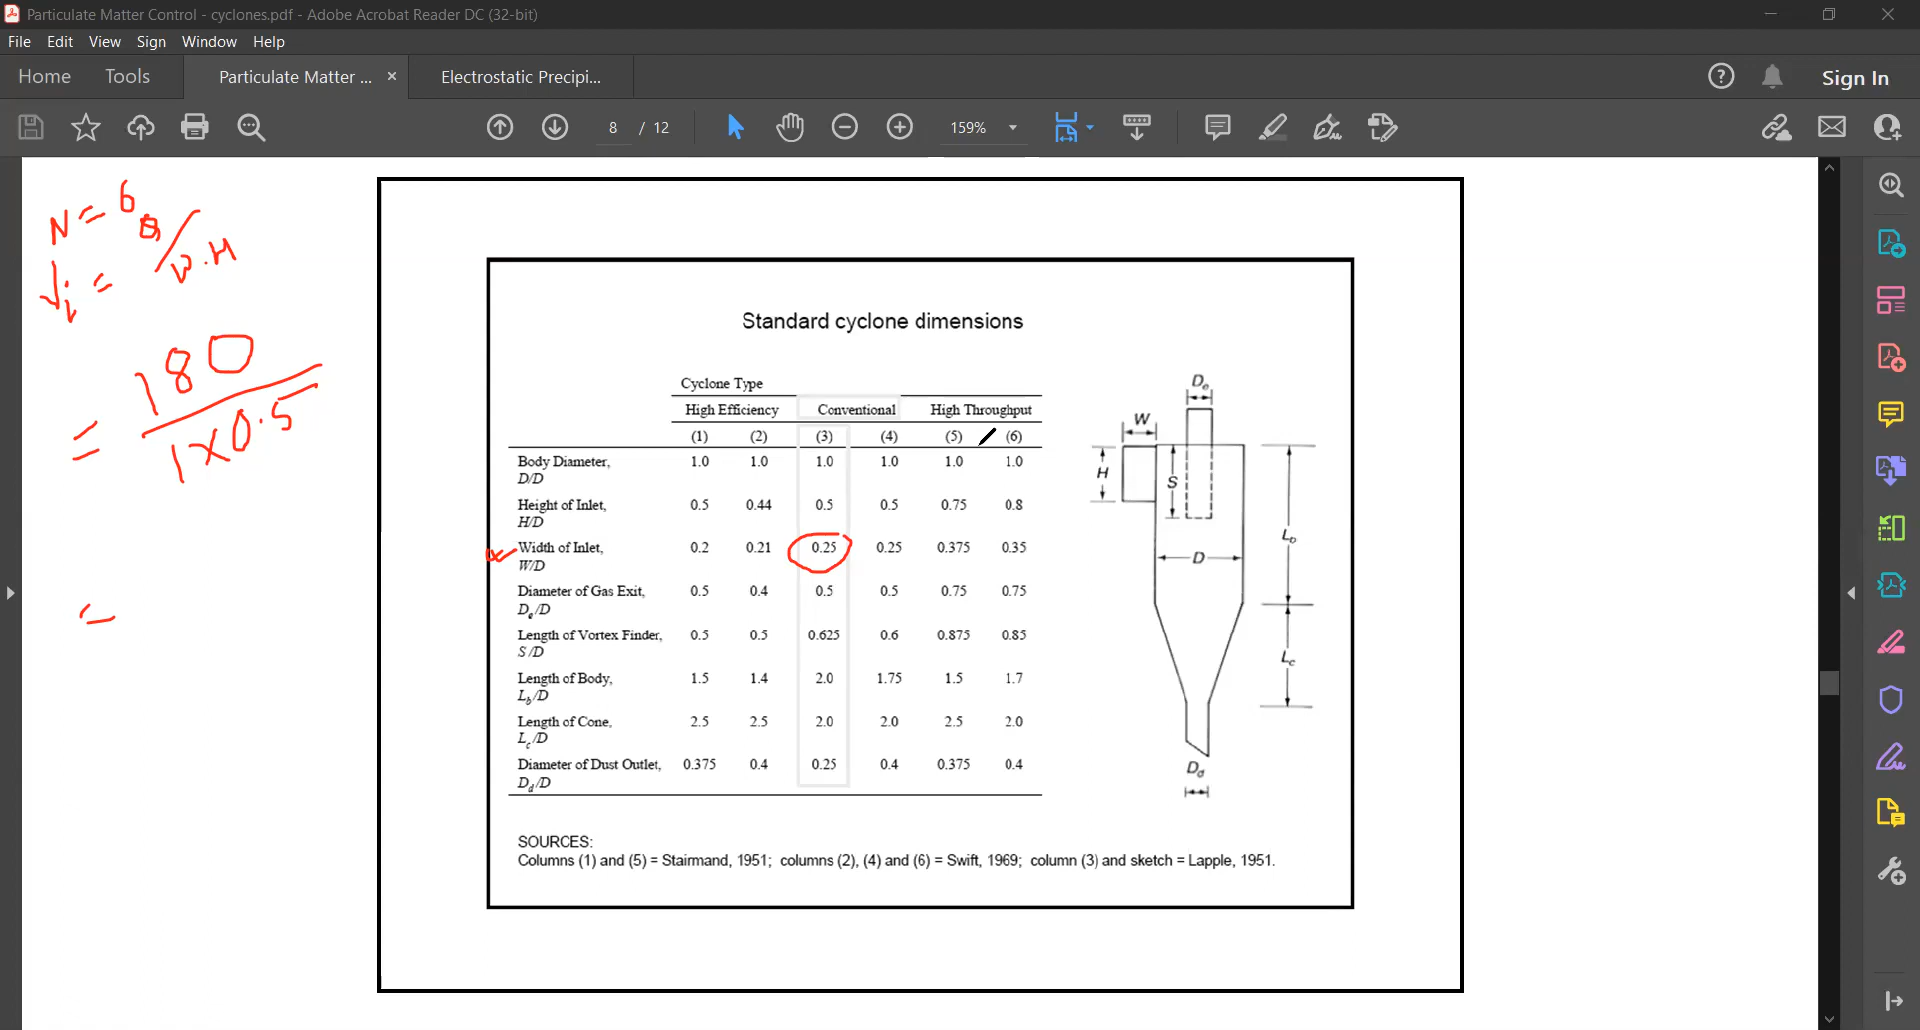 Particulate Matter Control - cyclones.pdf - Adobe Acrobat Reader DC (32-bit)
File Edit View Sign Window Help
Home Tools Particulate Matter ... × Electrostatic Precipi... Sign In
8 / 12 159%
N = 6
Vi = Q/W.H
= 180
1 x 0.5
=
Standard cyclone dimensions
Cyclone Type
High Efficiency Conventional High Throughput
(1) (2) (3) (4) (5) (6)
Body Diameter, 1.0 1.0 1.0 1.0 1.0 1.0
D/D
Height of Inlet, 0.5 0.44 0.5 0.5 0.75 0.8
H/D
Width of Inlet, 0.2 0.21 0.25 0.25 0.375 0.35
W/D
Diameter of Gas Exit, 0.5 0.4 0.5 0.5 0.75 0.75
De/D
Length of Vortex Finder, 0.5 0.5 0.625 0.6 0.875 0.85
S/D
Length of Body, 1.5 1.4 2.0 1.75 1.5 1.7
Lb/D
Length of Cone, 2.5 2.5 2.0 2.0 2.5 2.0
Lc/D
Diameter of Dust Outlet, 0.375 0.4 0.25 0.4 0.375 0.4
Dd/D
De
W
H
S
D
Lb
Lc
Dd
SOURCES:
Columns (1) and (5) = Stairmand, 1951; columns (2), (4) and (6) = Swift, 1969; column (3) and sketch = Lapple, 1951.